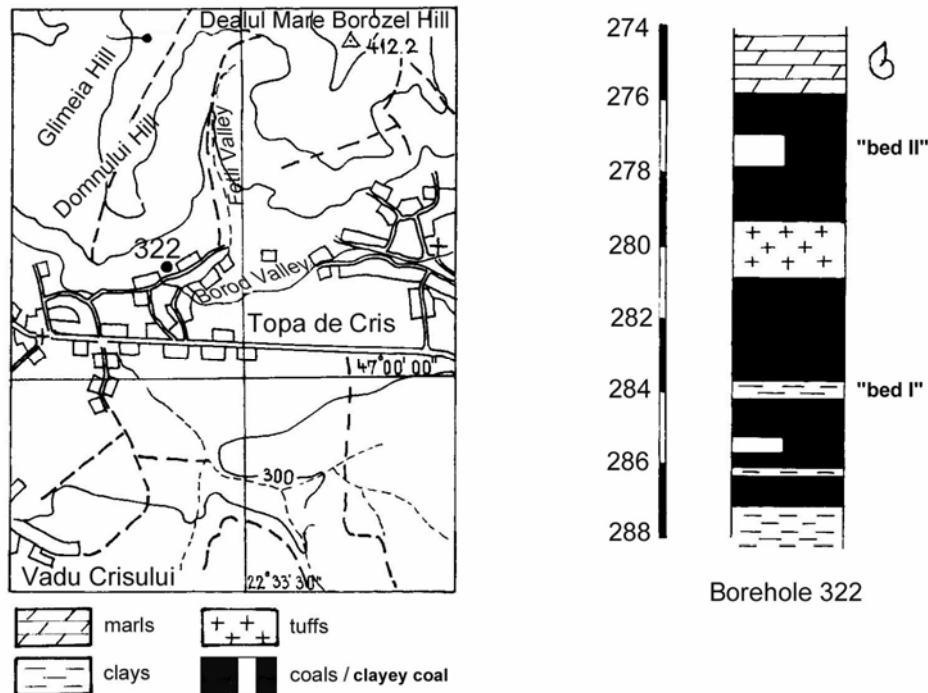 Dealul Mare Borozel Hill
412.2
Glimeia Hill
Domnului Hill
Fetii Valley
322
Borod Valley
Topa de Cris
47°00'00"
300
Vadu Crisului
22°33'30"
marls
tuffs
clays
coals / clayey coal
274
276
278
280
282
284
286
288
"bed II"
"bed I"
Borehole 322